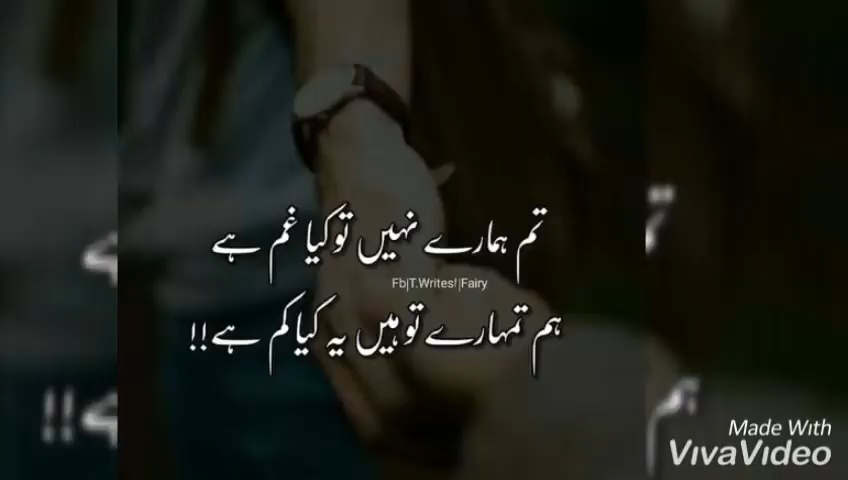 تم ہمارے نہیں تو کیا غم ہے
Fb|T.Writes!|Fairy
ہم تمہارے تو ہیں یہ کیا کم ہے!!
Made With
VivaVideo